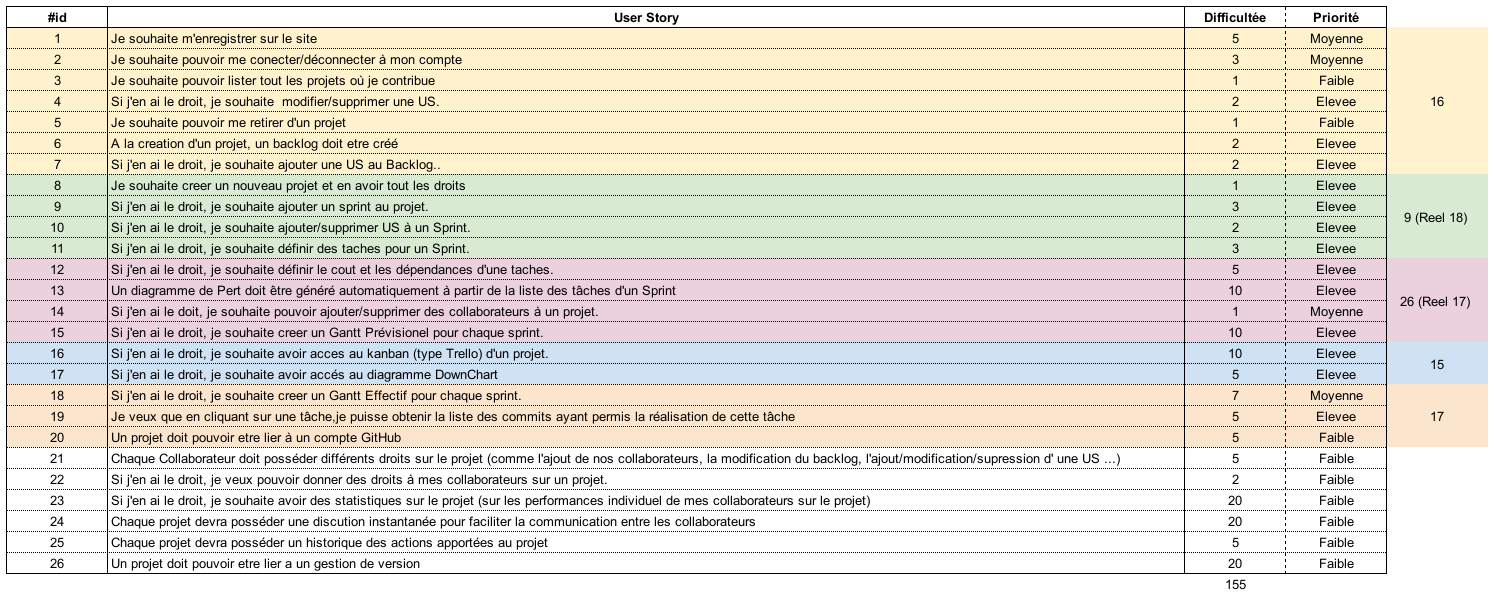 #id User Story Difficultée Priorité
1 Je souhaite m'enregistrer sur le site 5 Moyenne
2 Je souhaite pouvoir me conecter/déconnecter à mon compte 3 Moyenne
3 Je souhaite pouvoir lister tout les projets où je contribue 1 Faible
4 Si j'en ai le droit, je souhaite  modifier/supprimer une US. 2 Elevee 16
5 Je souhaite pouvoir me retirer d'un projet 1 Faible
6 A la creation d'un projet, un backlog doit etre créé 2 Elevee
7 Si j'en ai le droit, je souhaite ajouter une US au Backlog.. 2 Elevee
8 Je souhaite creer un nouveau projet et en avoir tout les droits 1 Elevee
9 Si j'en ai le droit, je souhaite ajouter un sprint au projet. 3 Elevee
9 (Reel 18)
10 Si j'en ai le droit, je souhaite ajouter/supprimer US à un Sprint. 2 Elevee
11 Si j'en ai le droit, je souhaite définir des taches pour un Sprint. 3 Elevee
12 Si j'en ai le droit, je souhaite définir le cout et les dépendances d'une taches. 5 Elevee
13 Un diagramme de Pert doit être généré automatiquement à partir de la liste des tâches d'un Sprint 10 Elevee
26 (Reel 17)
14 Si j'en ai le doit, je souhaite pouvoir ajouter/supprimer des collaborateurs à un projet. 1 Moyenne
15 Si j'en ai le droit, je souhaite creer un Gantt Prévisionel pour chaque sprint. 10 Elevee
16 Si j'en ai le droit, je souhaite avoir acces au kanban (type Trello) d'un projet. 10 Elevee
15
17 Si j'en ai le droit, je souhaite avoir accés au diagramme DownChart 5 Elevee
18 Si j'en ai le droit, je souhaite creer un Gantt Effectif pour chaque sprint. 7 Moyenne
19 Je veux que en cliquant sur une tâche,je puisse obtenir la liste des commits ayant permis la réalisation de cette tâche 5 Elevee 17
20 Un projet doit pouvoir etre lier à un compte GitHub 5 Faible
21 Chaque Collaborateur doit posséder différents droits sur le projet (comme l'ajout de nos collaborateurs, la modification du backlog, l'ajout/modification/supression d' une US ...) 5 Faible
22 Si j'en ai le droit, je veux pouvoir donner des droits à mes collaborateurs sur un projet. 2 Faible
23 Si j'en ai le droit, je souhaite avoir des statistiques sur le projet (sur les performances individuel de mes collaborateurs sur le projet) 20 Faible
24 Chaque projet devra posséder une discution instantanée pour faciliter la communication entre les collaborateurs 20 Faible
25 Chaque projet devra posséder un historique des actions apportées au projet 5 Faible
26 Un projet doit pouvoir etre lier a un gestion de version 20 Faible
155